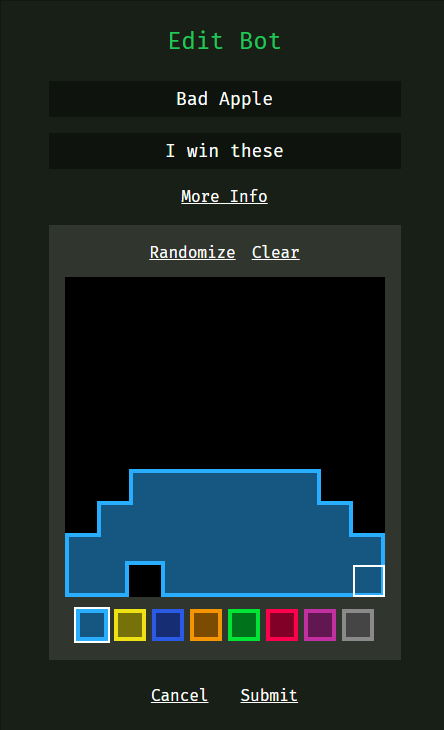 Edit Bot
Bad Apple
I win these
More Info
Randomize Clear
Cancel Submit